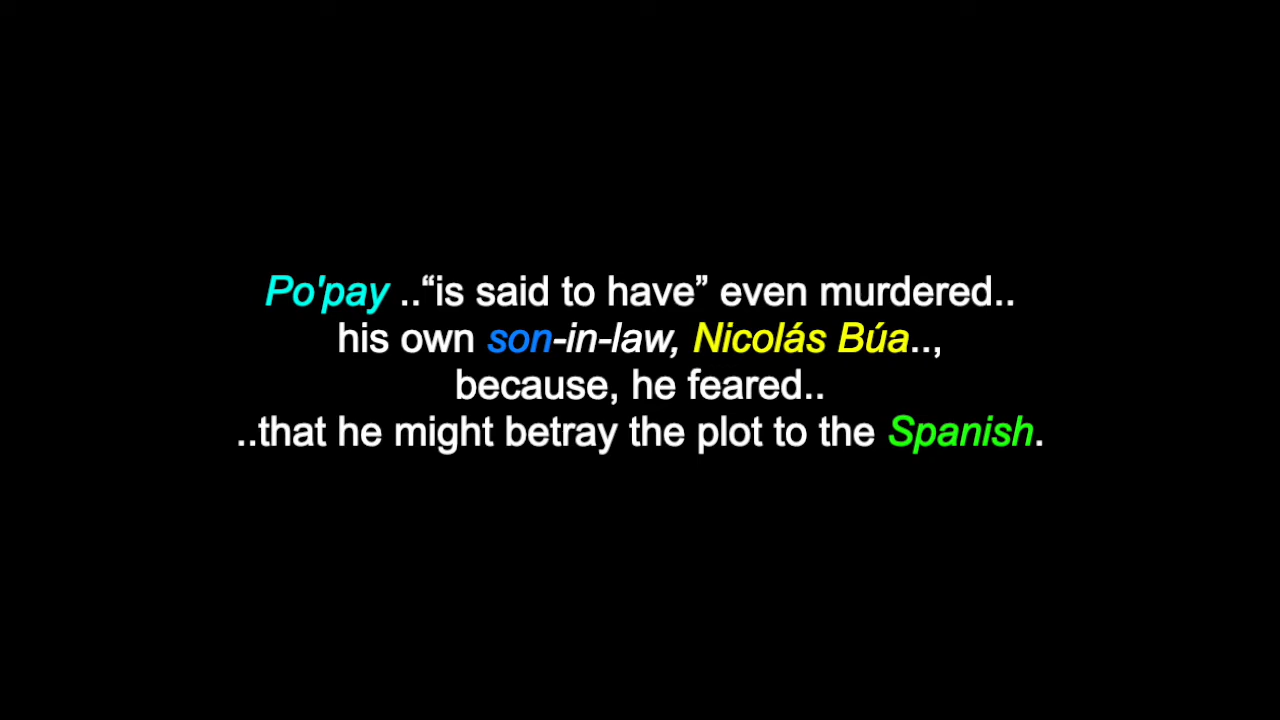 Po'pay ..“is said to have” even murdered..
his own son-in-law, Nicolás Búa..,
because, he feared..
..that he might betray the plot to the Spanish.